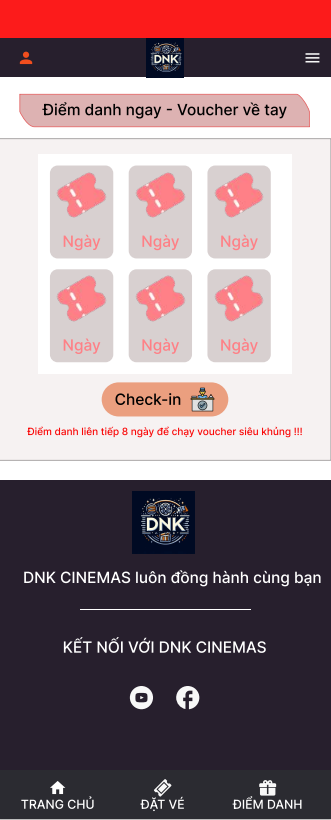 DNK
Điểm danh ngay - Voucher về tay
Ngày Ngày Ngày
Ngày Ngày Ngày
Check-in
Điểm danh liên tiếp 8 ngày để chạy voucher siêu khủng !!!
DNK
DNK CINEMAS luôn đồng hành cùng bạn
KẾT NỐI VỚI DNK CINEMAS
TRANG CHỦ ĐẶT VÉ ĐIỂM DANH